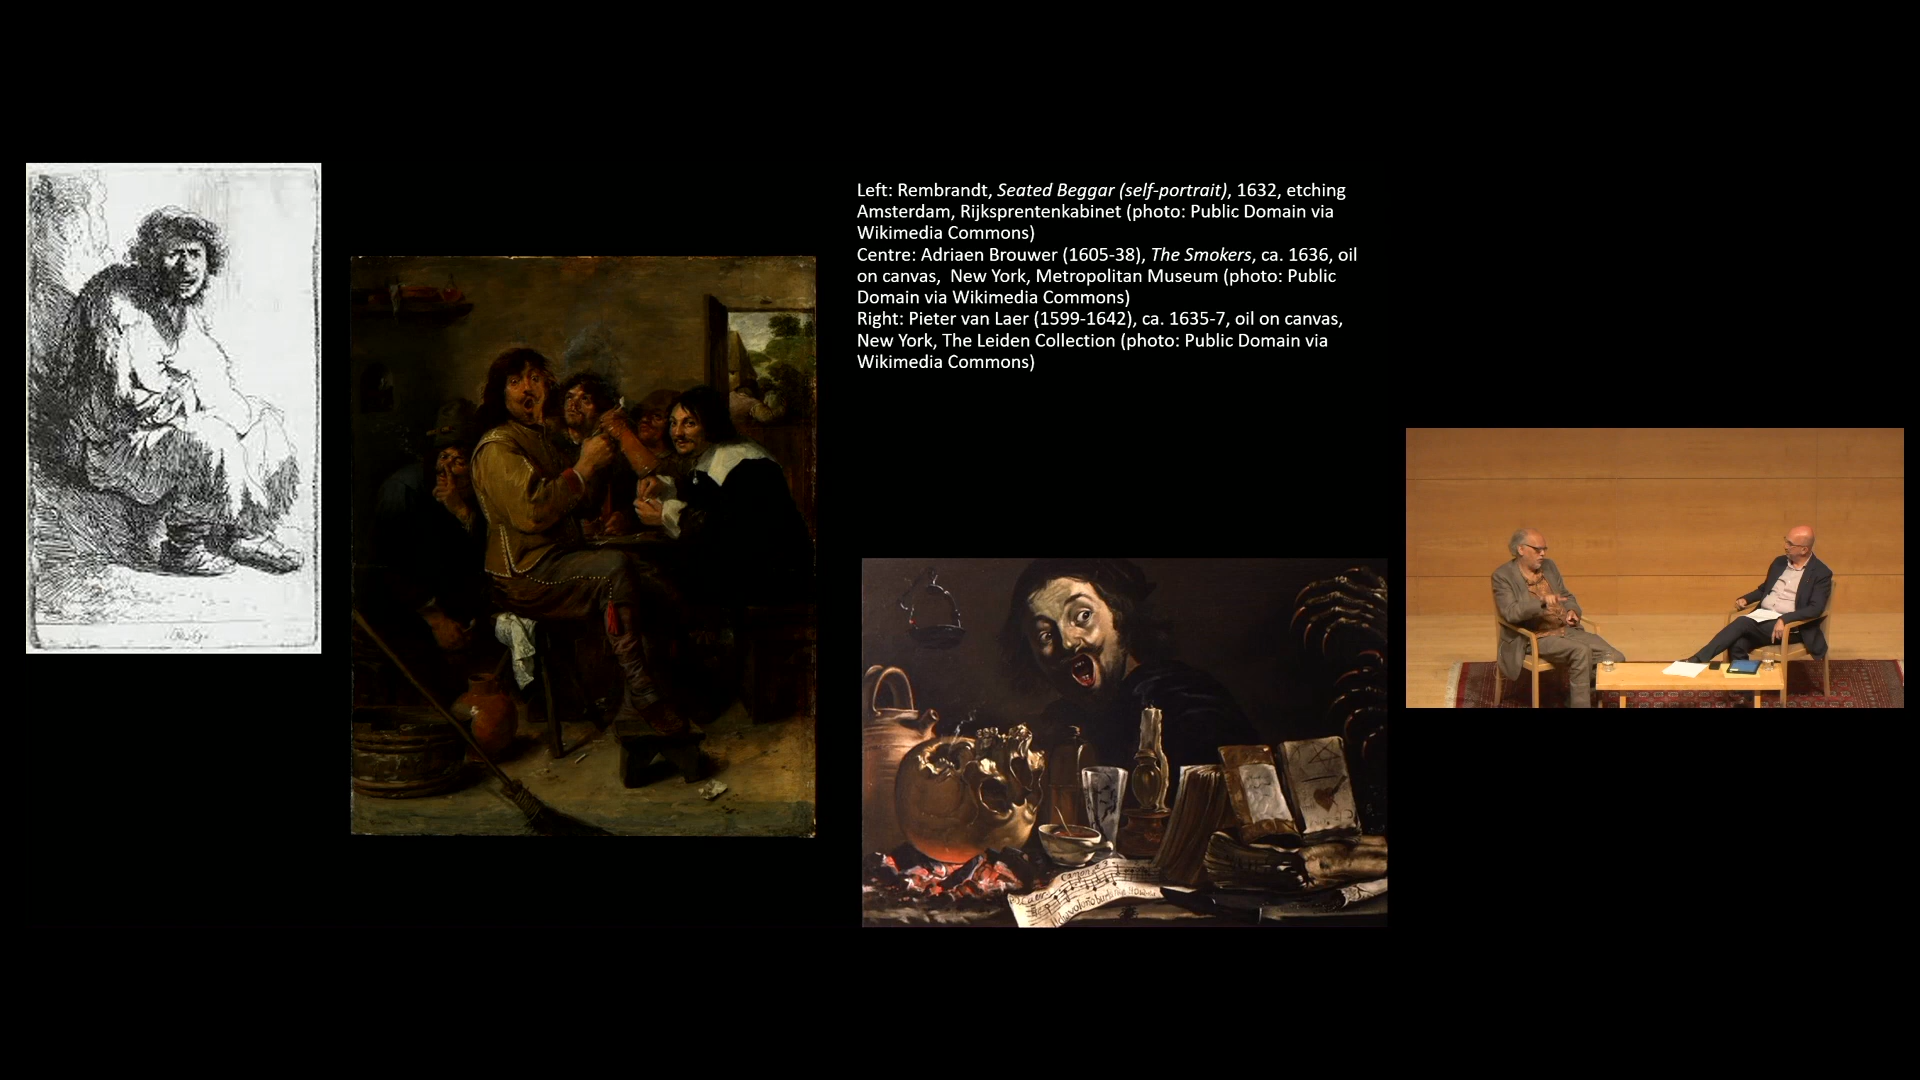 Left: Rembrandt, Seated Beggar (self-portrait), 1632, etching
Amsterdam, Rijksprentenkabinet (photo: Public Domain via
Wikimedia Commons)
Centre: Adriaen Brouwer (1605-38), The Smokers, ca. 1636, oil
on canvas,  New York, Metropolitan Museum (photo: Public
Domain via Wikimedia Commons)
Right: Pieter van Laer (1599-1642), ca. 1635-7, oil on canvas,
New York, The Leiden Collection (photo: Public Domain via
Wikimedia Commons)